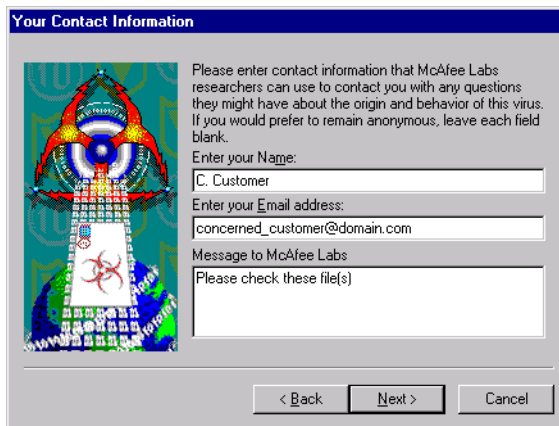 Your Contact Information
Please enter contact information that McAfee Labs
researchers can use to contact you with any questions
they might have about the origin and behavior of this virus.
If you would prefer to remain anonymous, leave each field
blank.
Enter your Name:
C. Customer
Enter your Email address:
concerned_customer@domain.com
Message to McAfee Labs
Please check these file(s)
< Back
Next >
Cancel